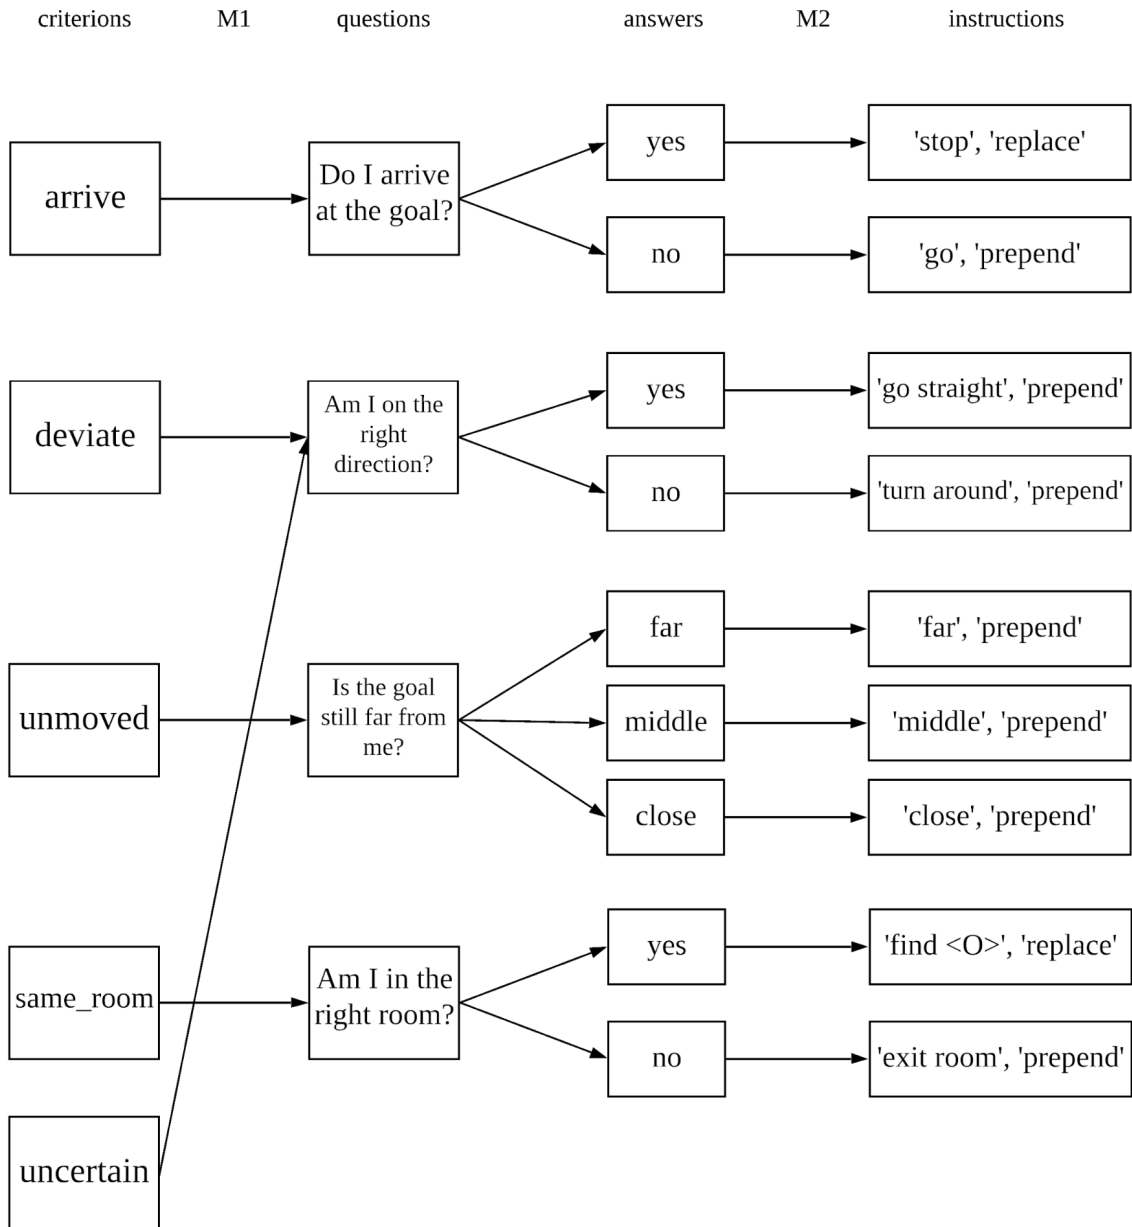 criterions M1 questions answers M2 instructions
arrive
Do I arrive
at the goal?
yes
'stop', 'replace'
no
'go', 'prepend'
deviate
Am I on the
right
direction?
yes
'go straight', 'prepend'
no
'turn around', 'prepend'
unmoved
Is the goal
still far from
me?
far
'far', 'prepend'
middle
'middle', 'prepend'
close
'close', 'prepend'
same_room
Am I in the
right room?
yes
'find <O>', 'replace'
no
'exit room', 'prepend'
uncertain